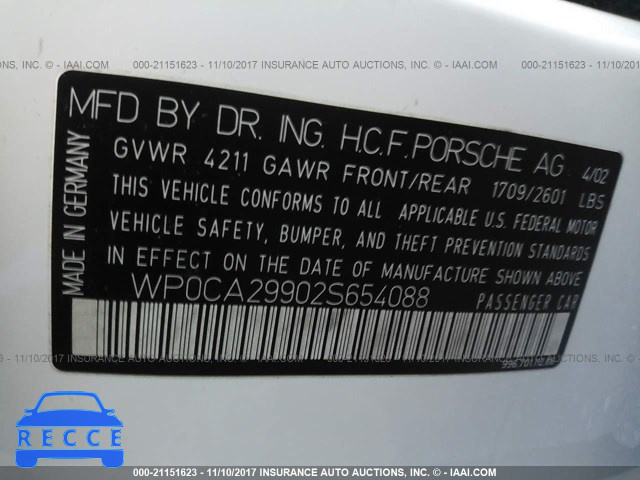 000-21151623 - 11/10/2017 INSURANCE AUTO AUCTIONS, INC. - © IAAI.COM
MFD BY DR. ING. H.C.F. PORSCHE AG 4/02
GVWR 4211 GAWR FRONT/REAR 1709/2601 LBS
THIS VEHICLE CONFORMS TO ALL APPLICABLE U.S. FEDERAL MOTOR
VEHICLE SAFETY, BUMPER, AND THEFT PREVENTION STANDARDS
IN EFFECT ON THE DATE OF MANUFACTURE SHOWN ABOVE
WP0CA29902S654088 PASSENGER CAR
MADE IN GERMANY
RECCE
000-21151623 - 11/10/2017 INSURANCE AUTO AUCTIONS, INC. - © IAAI.COM